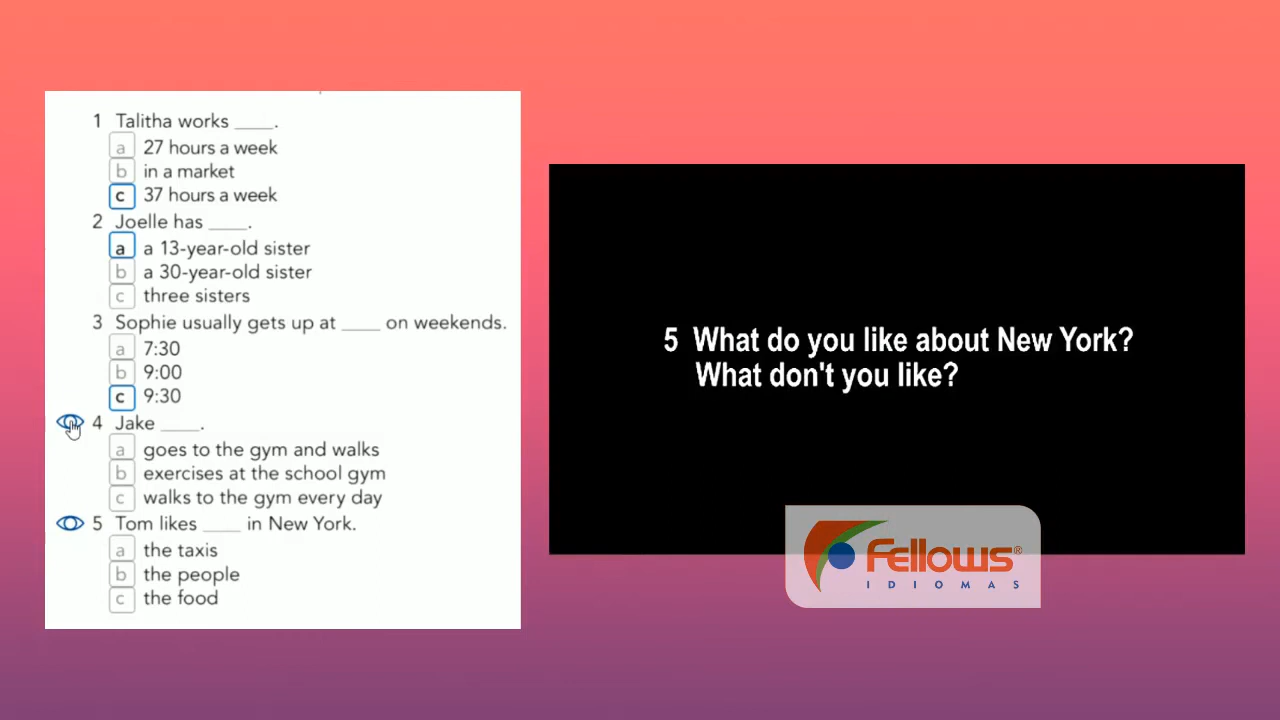 1 Talitha works ____.
a 27 hours a week
b in a market
c 37 hours a week
2 Joelle has ____.
a a 13-year-old sister
b a 30-year-old sister
c three sisters
3 Sophie usually gets up at ____ on weekends.
a 7:30
b 9:00
c 9:30
4 Jake ____.
a goes to the gym and walks
b exercises at the school gym
c walks to the gym every day
5 Tom likes ____ in New York.
a the taxis
b the people
c the food
5 What do you like about New York?
What don't you like?
Fellows®
IDIOMAS